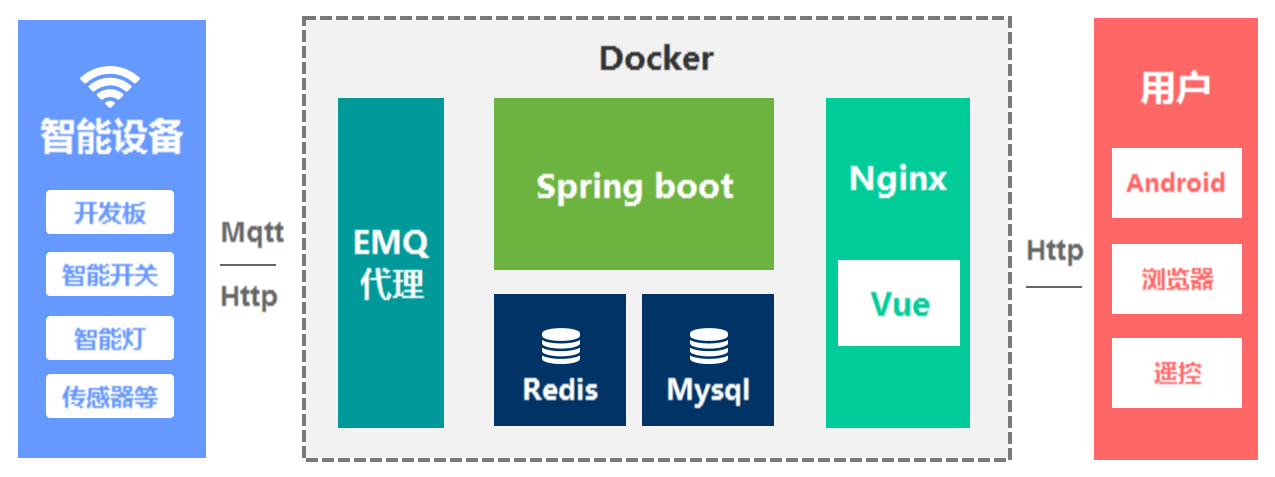 智能设备
开发板
智能开关
智能灯
传感器等
Mqtt
Http
Docker
EMQ
代理
Spring boot
Redis
Mysql
Nginx
Vue
Http
用户
Android
浏览器
遥控